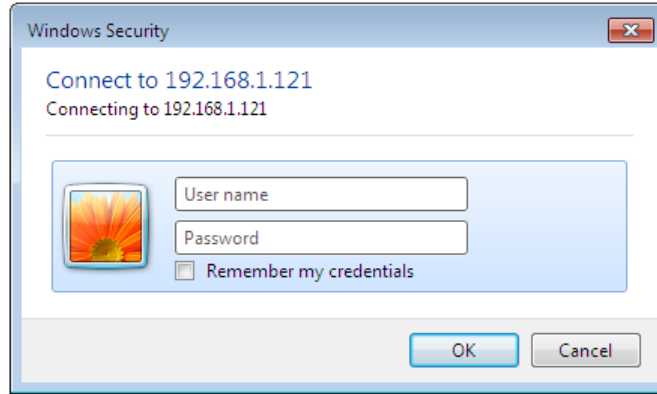 Windows Security
Connect to 192.168.1.121
Connecting to 192.168.1.121
User name
Password
Remember my credentials
OK
Cancel